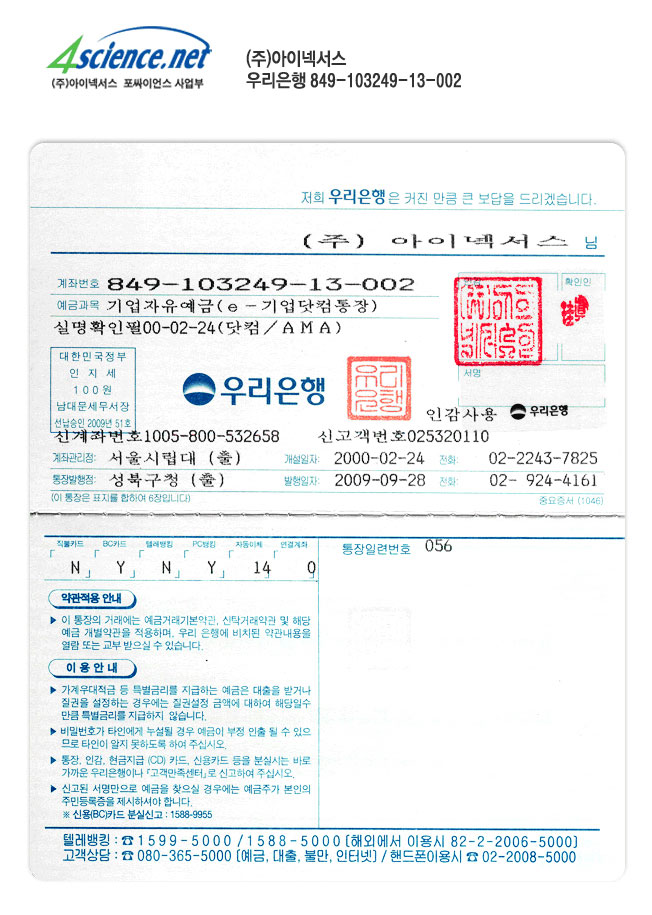 4science.net
(주)아이넥서스 포싸이언스 사업부
(주)아이넥서스
우리은행 849-103249-13-002
저희 우리은행은 커진 만큼 큰 보답을 드리겠습니다.
(주) 아이넥서스 님
계좌번호 849-103249-13-002
예금과목 기업자유예금(e-기업닷컴통장)
실명확인필00-02-24(닷컴/AMA)
확인인
대한민국정부
인지세
100원
남대문세무서장
선납승인 2009년 51호
우리은행
우리은행
서명
인감사용 우리은행
신계좌번호1005-800-532658 신고객번호025320110
계좌관리점: 서울시립대 (출) 개설일자: 2000-02-24 전화: 02-2243-7825
통장발행점: 성북구청 (출) 발행일자: 2009-09-28 전화: 02- 924-4161
(이 통장은 표지를 합하여 6장입니다) 중요증서 (1046)
직불카드 BC카드 텔레뱅킹 PC뱅킹 자동이체 연결계좌
N Y N Y 14 0
통장일련번호 056
약관적용 안내
▶ 이 통장의 거래에는 예금거래기본약관, 신탁거래약관 및 해당
예금 개별약관을 적용하며, 우리 은행에 비치된 약관내용을
열람 또는 교부 받으실 수 있습니다.
이용안내
▶ 가계우대적금 등 특별금리를 지급하는 예금은 대출을 받거나
질권을 설정하는 경우에는 질권설정 금액에 대하여 해당일수
만큼 특별금리를 지급하지 않습니다.
▶ 비밀번호가 타인에게 누설될 경우 예금이 부정 인출 될 수 있으
므로 타인이 알지 못하도록 하여 주십시오.
▶ 통장, 인감, 현금지급 (CD) 카드, 신용카드 등을 분실시는 바로
가까운 우리은행이나 「고객만족센터」로 신고하여 주십시오.
▶ 신고된 서명만으로 예금을 찾으실 경우에는 예금주가 본인의
주민등록증을 제시하셔야 합니다.
※ 신용(BC)카드 분실신고 : 1588-9955
텔레뱅킹 : ☎ 1599-5000 / 1588-5000 (해외에서 이용시 82-2-2006-5000)
고객상담 : ☎ 080-365-5000 (예금, 대출, 불만, 인터넷) / 핸드폰이용시 ☎ 02-2008-5000